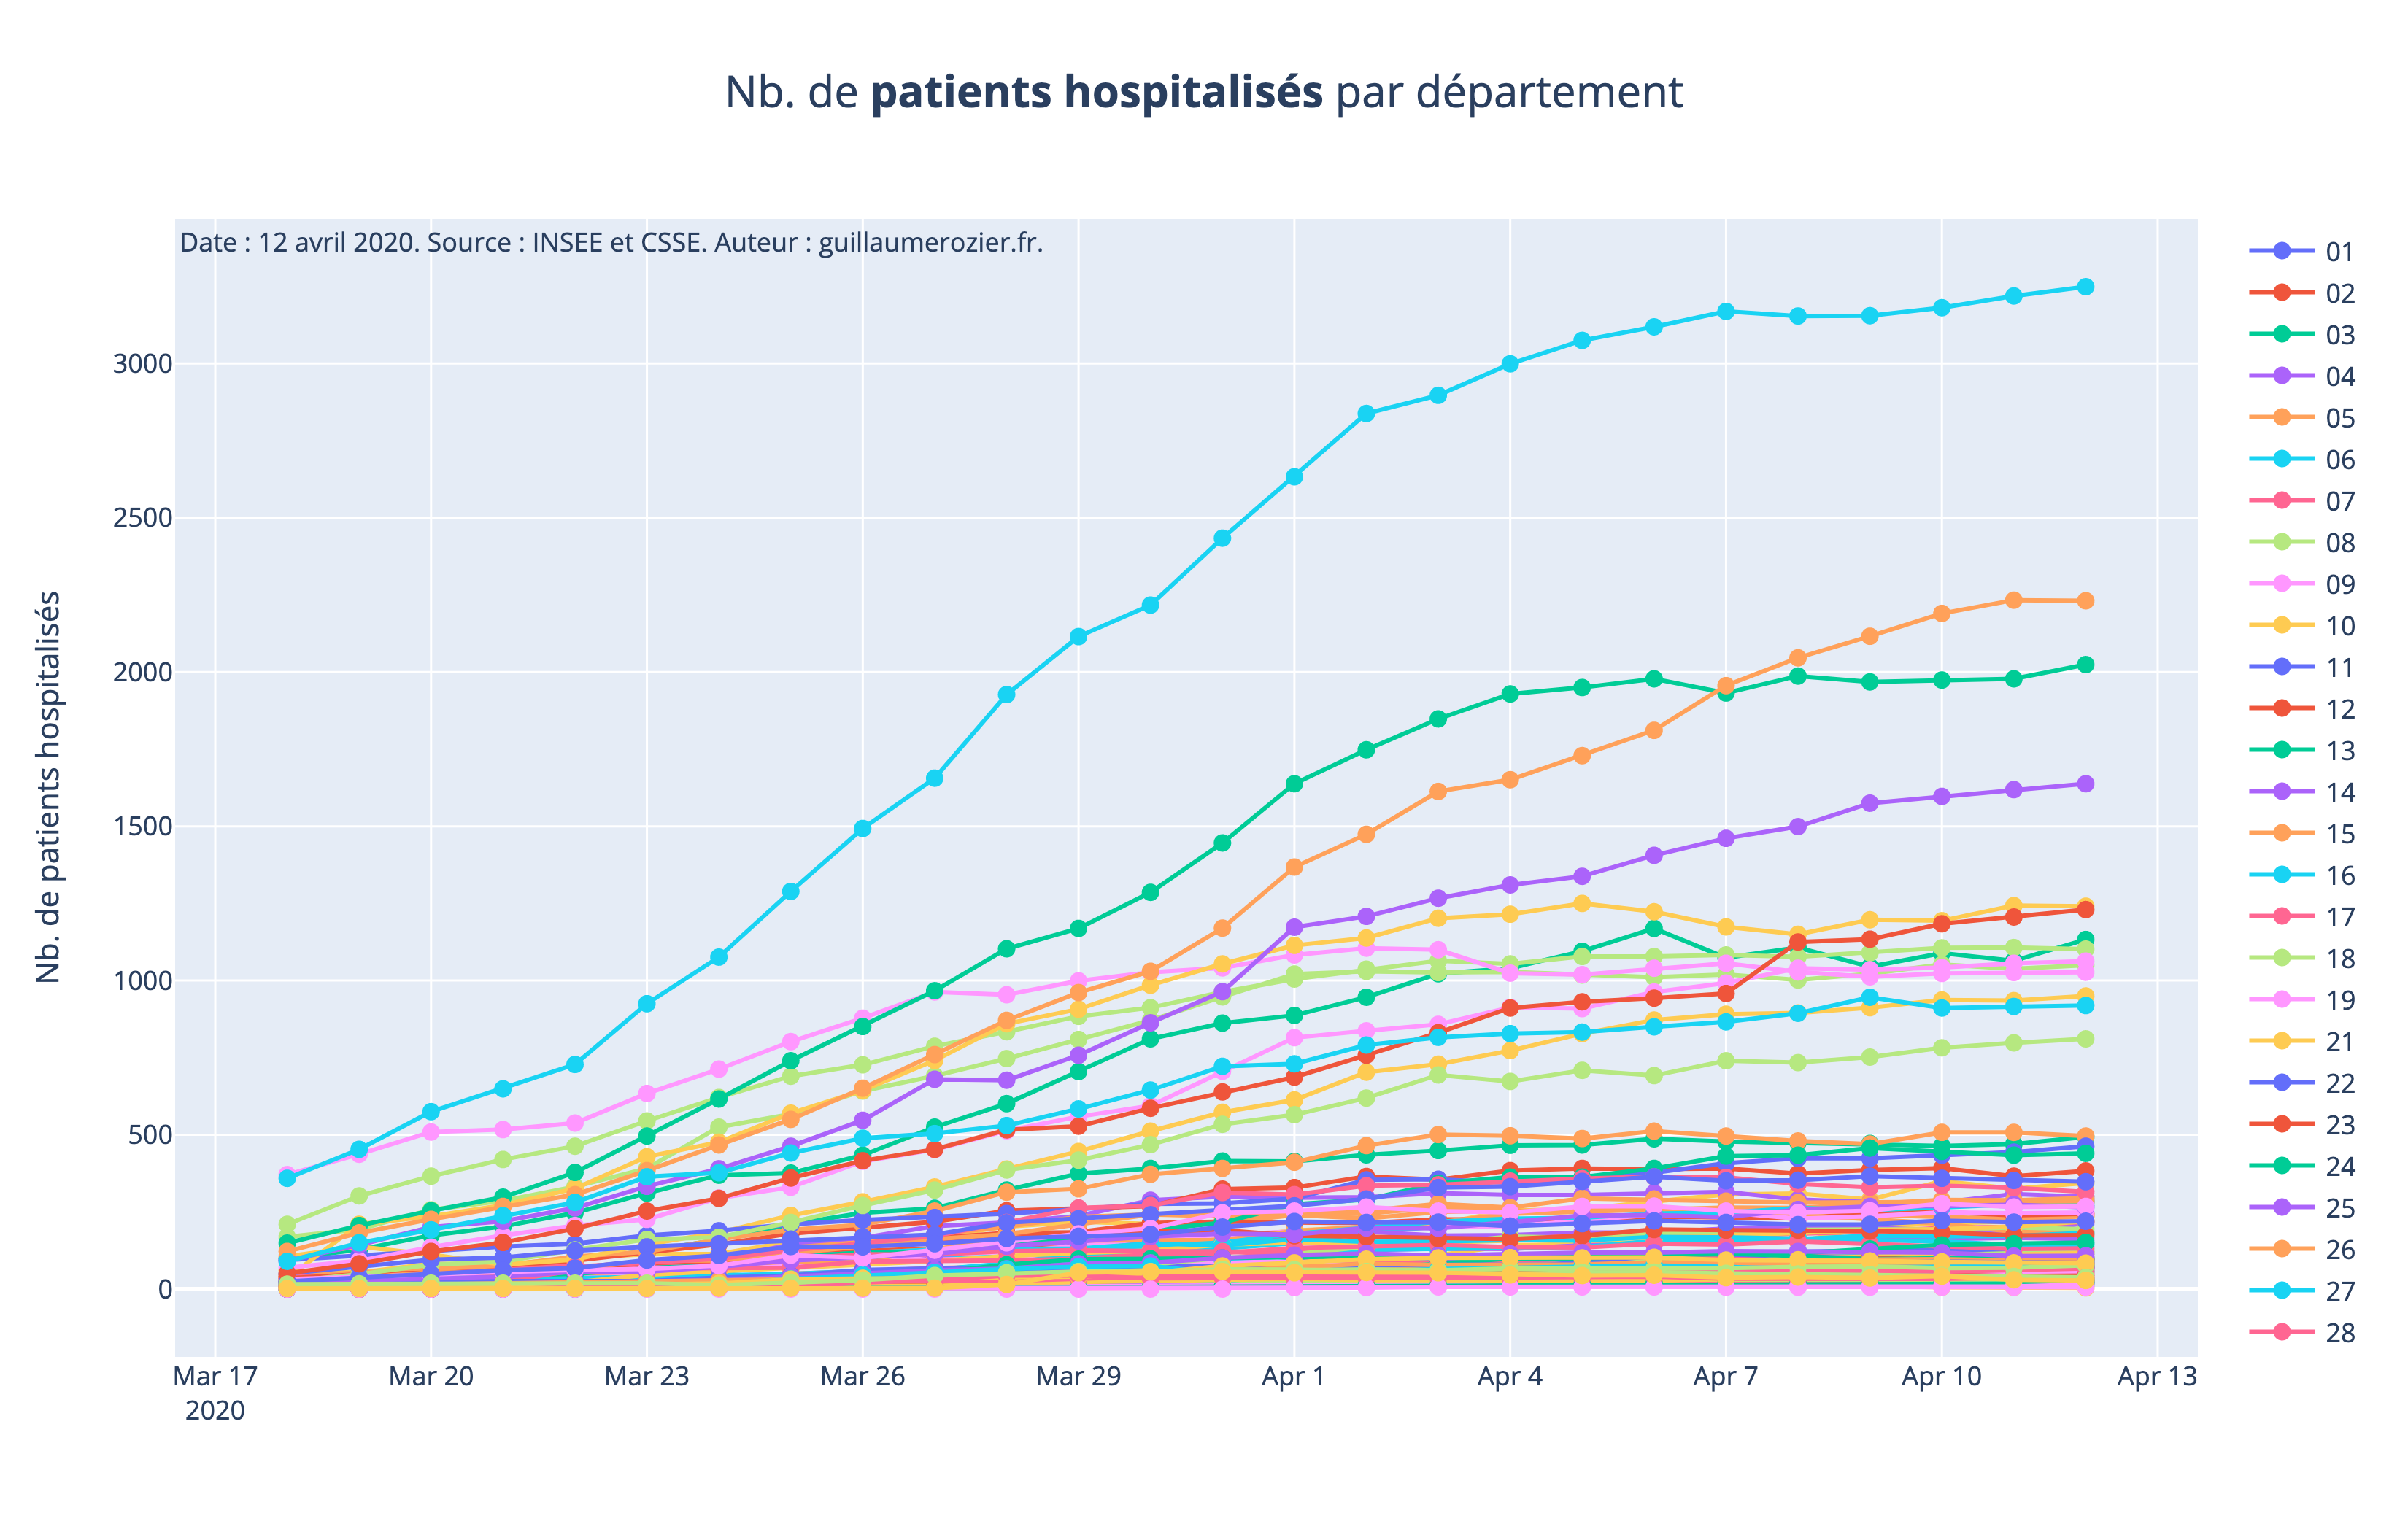 Nb. de patients hospitalisés par département
Date : 12 avril 2020. Source : INSEE et CSSE. Auteur : guillaumerozier.fr.
Nb. de patients hospitalisés
3000
2500
2000
1500
1000
500
0
Mar 17
2020
Mar 20
Mar 23
Mar 26
Mar 29
Apr 1
Apr 4
Apr 7
Apr 10
Apr 13
01
02
03
04
05
06
07
08
09
10
11
12
13
14
15
16
17
18
19
21
22
23
24
25
26
27
28